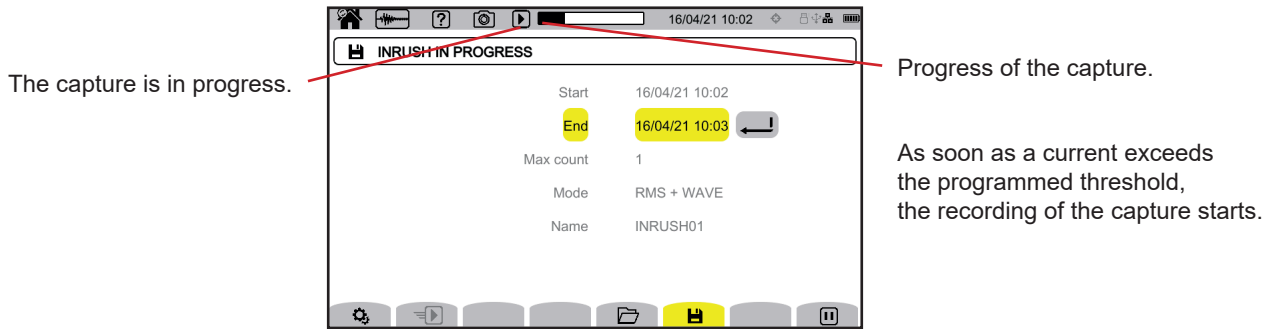 16/04/21 10:02
INRUSH IN PROGRESS
The capture is in progress.
Progress of the capture.
Start 16/04/21 10:02
End 16/04/21 10:03
Max count 1
Mode RMS + WAVE
Name INRUSH01
As soon as a current exceeds
the programmed threshold,
the recording of the capture starts.